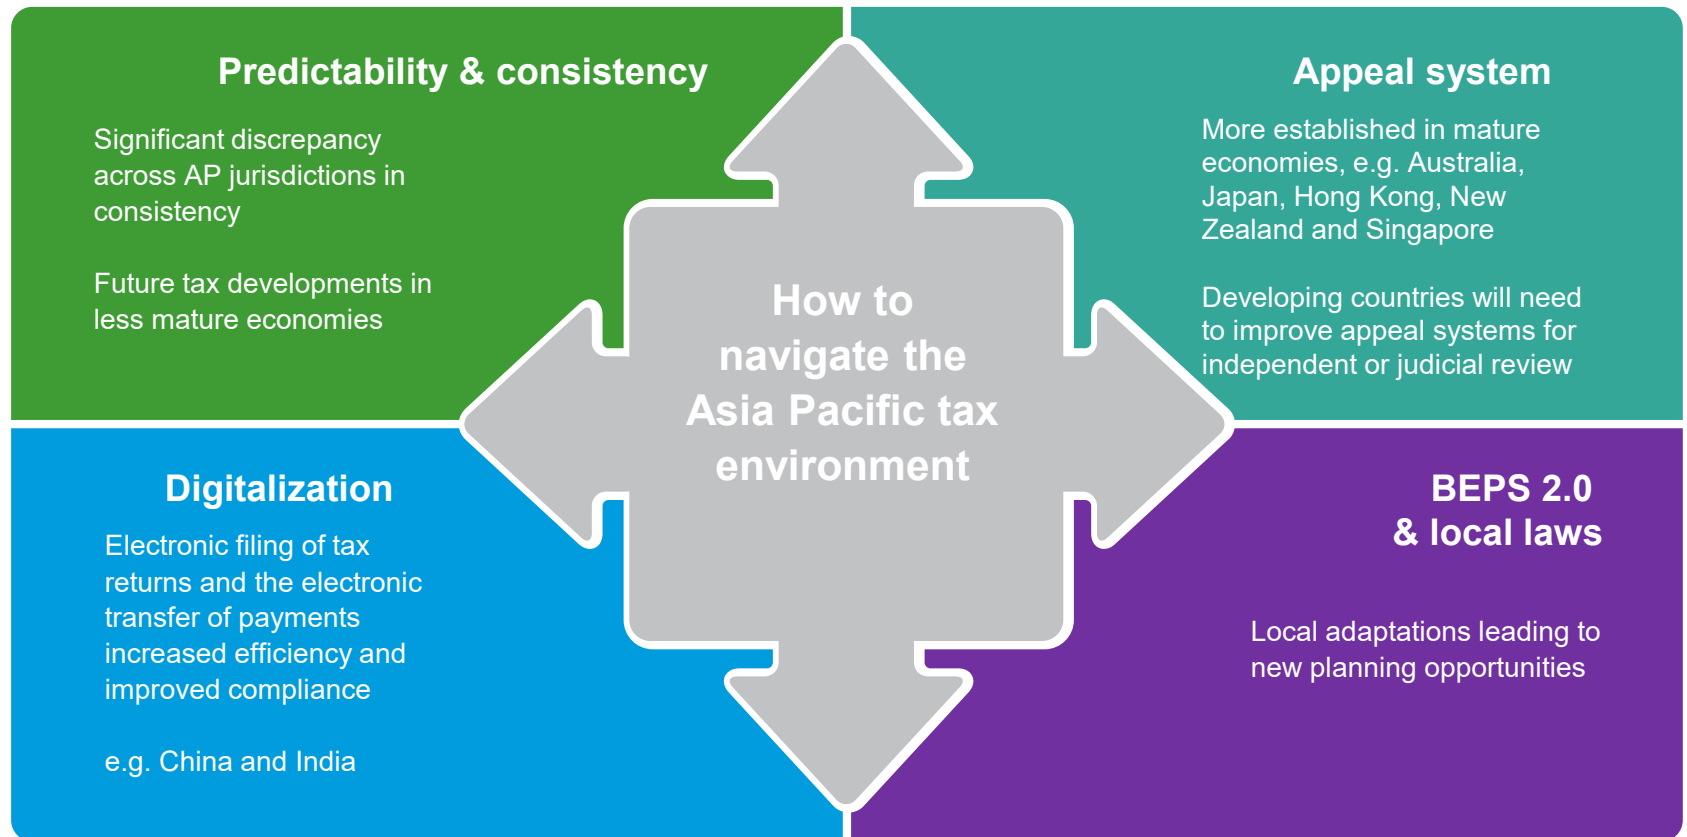 Predictability & consistency
Significant discrepancy
across AP jurisdictions in
consistency
Future tax developments in
less mature economies
Appeal system
More established in mature
economies, e.g. Australia,
Japan, Hong Kong, New
Zealand and Singapore
Developing countries will need
to improve appeal systems for
independent or judicial review
How to
navigate the
Asia Pacific tax
environment
Digitalization
Electronic filing of tax
returns and the electronic
transfer of payments
increased efficiency and
improved compliance
e.g. China and India
BEPS 2.0
& local laws
Local adaptations leading to
new planning opportunities